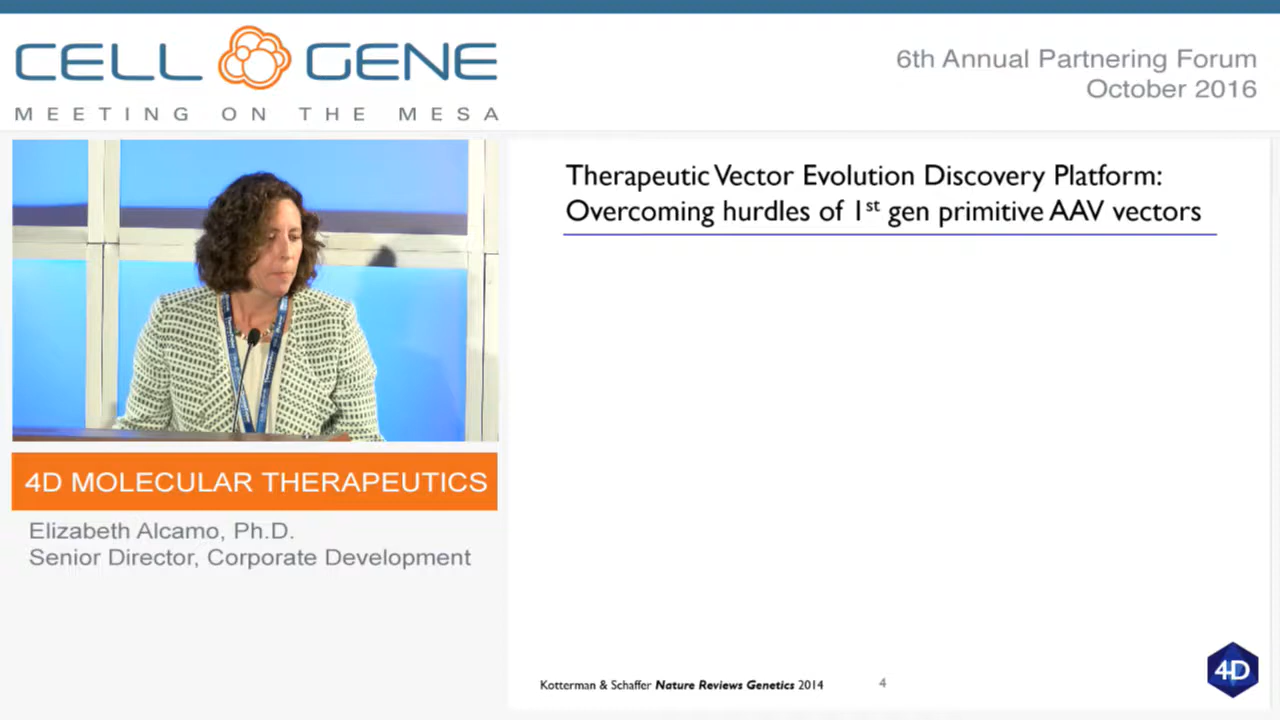 CELL GENE
MEETING ON THE MESA
6th Annual Partnering Forum
October 2016
Therapeutic Vector Evolution Discovery Platform:
Overcoming hurdles of 1st gen primitive AAV vectors
4D MOLECULAR THERAPEUTICS
Elizabeth Alcamo, Ph.D.
Senior Director, Corporate Development
Kotterman & Schaffer Nature Reviews Genetics 2014
4
4D